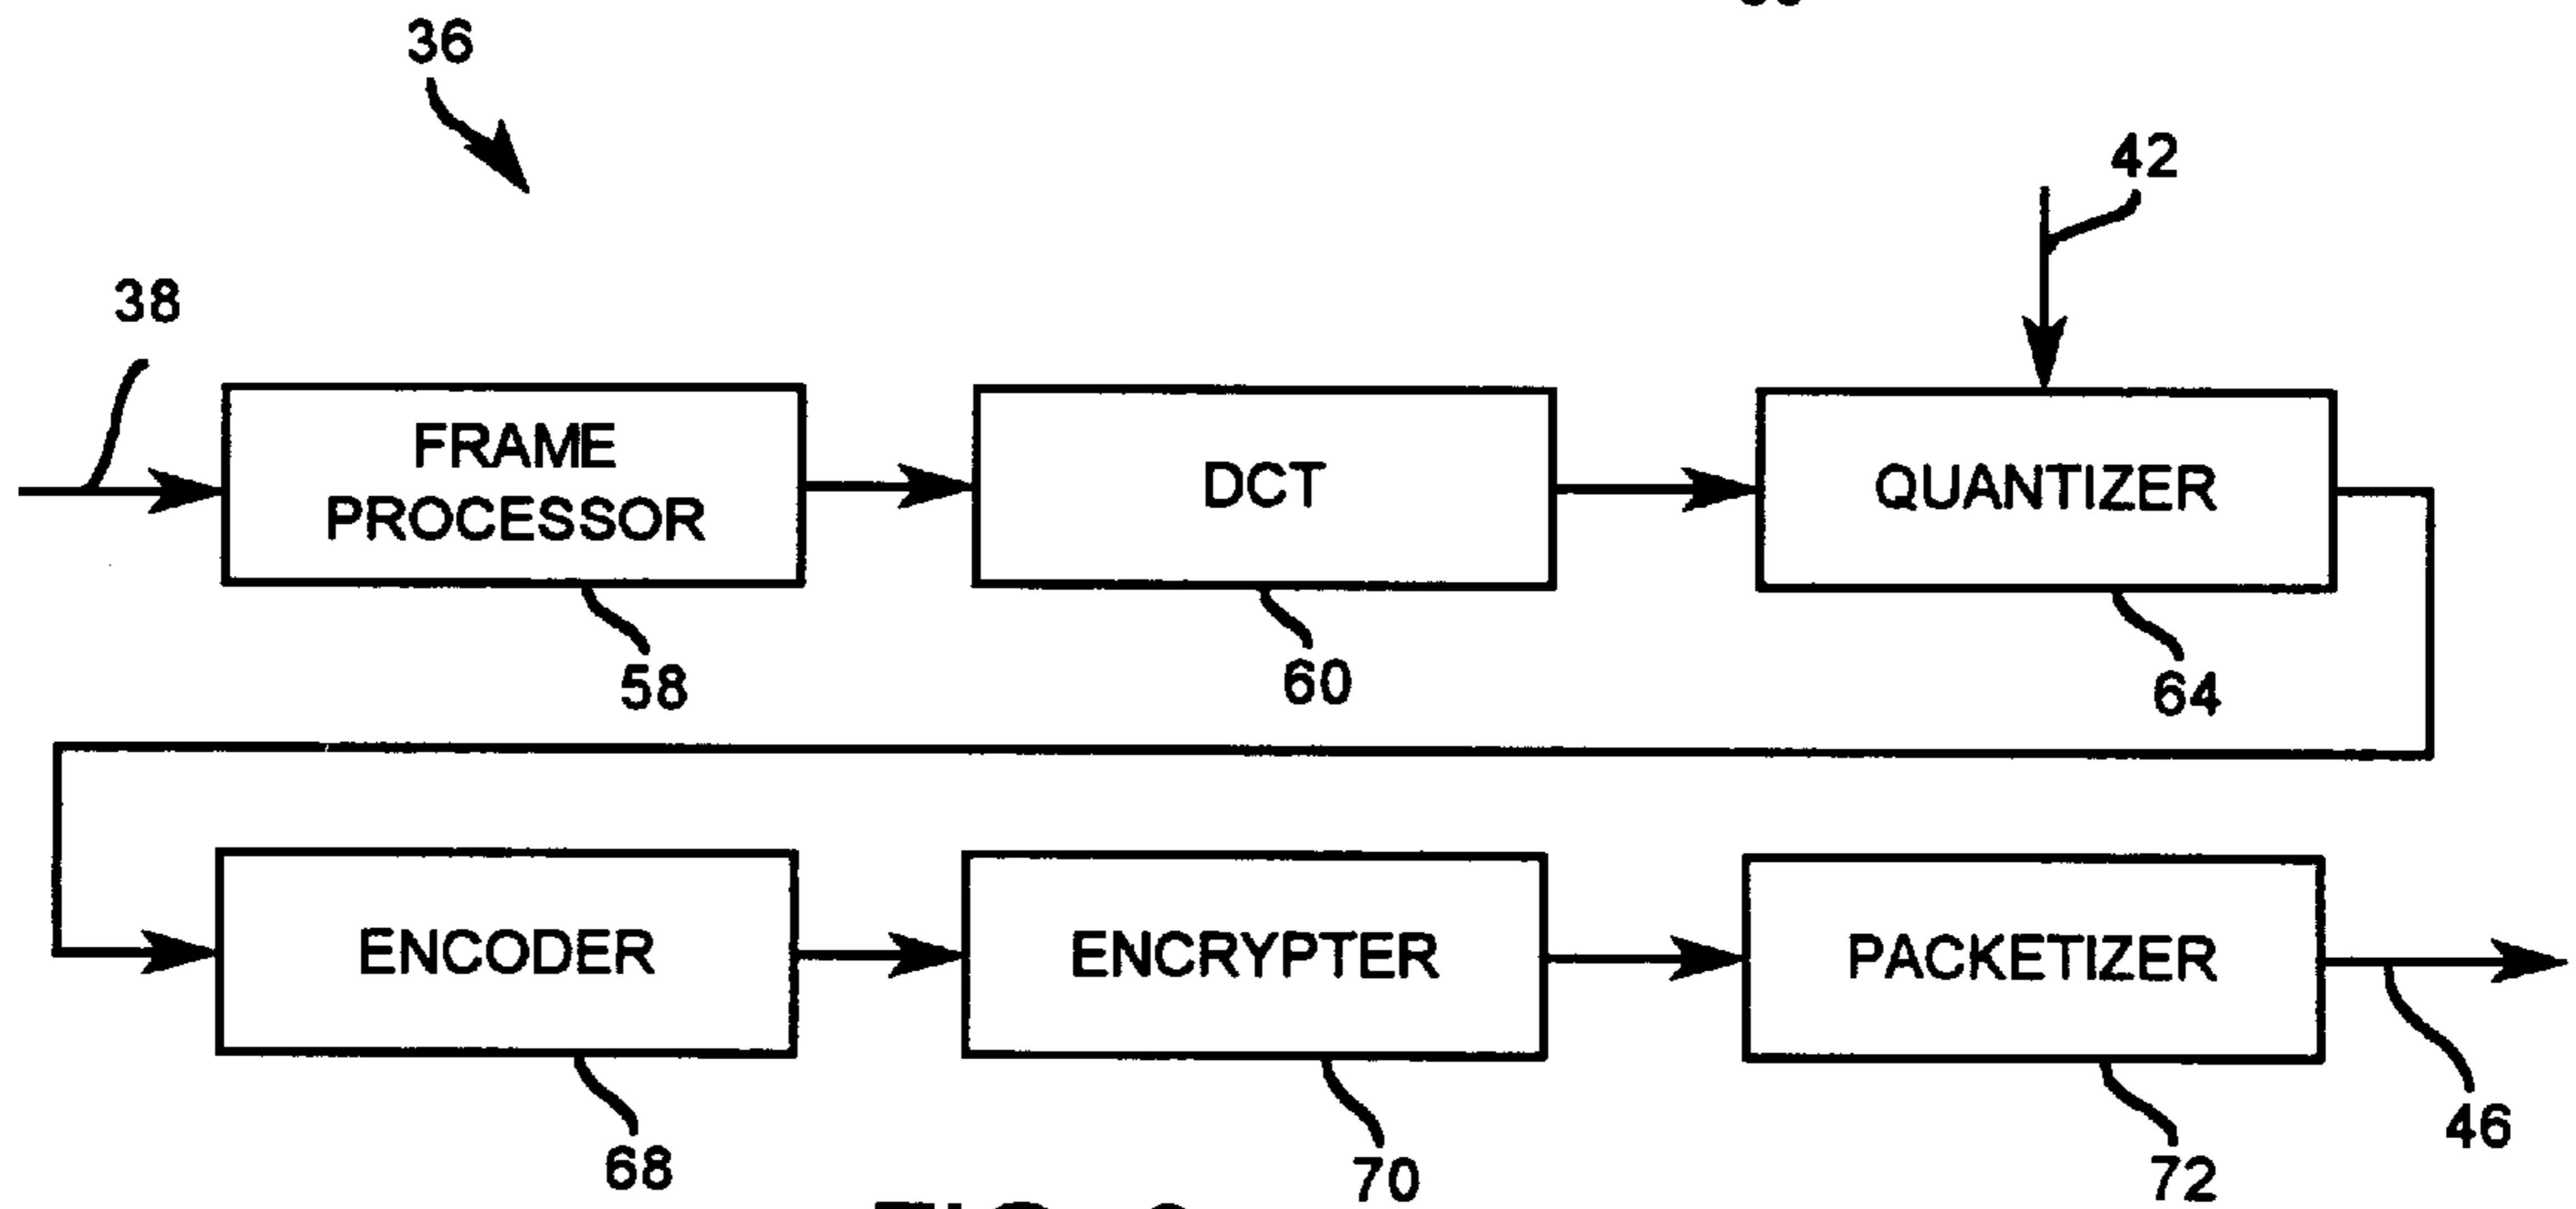 36
42
38
FRAME
PROCESSOR
DCT
QUANTIZER
58
60
64
ENCODER
ENCRYPTER
PACKETIZER
68
70
72
46